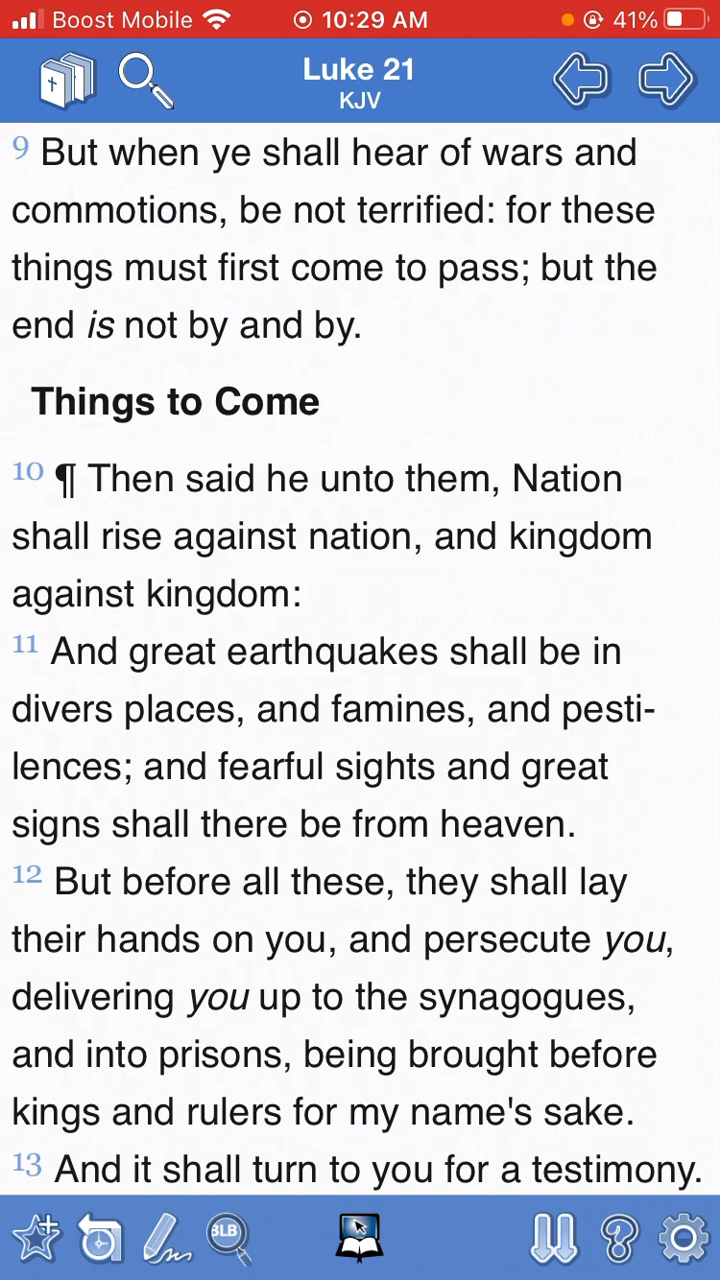 Boost Mobile 10:29 AM 41%
Luke 21
KJV
9 But when ye shall hear of wars and
commotions, be not terrified: for these
things must first come to pass; but the
end is not by and by.
Things to Come
10 ¶ Then said he unto them, Nation
shall rise against nation, and kingdom
against kingdom:
11 And great earthquakes shall be in
divers places, and famines, and pesti-
lences; and fearful sights and great
signs shall there be from heaven.
12 But before all these, they shall lay
their hands on you, and persecute you,
delivering you up to the synagogues,
and into prisons, being brought before
kings and rulers for my name's sake.
13 And it shall turn to you for a testimony.
BLB